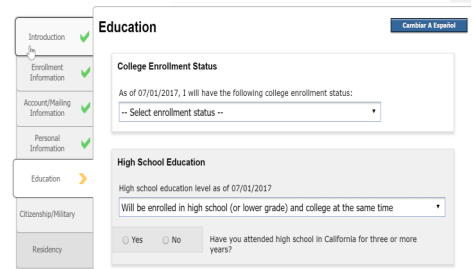 Introduction
Enrollment
Information
Account/Mailing
Information
Personal
Information
Education
Citizenship/Military
Residency
Education
Cambiar A Español
College Enrollment Status
As of 07/01/2017, I will have the following college enrollment status:
-- Select enrollment status --
High School Education
High school education level as of 07/01/2017
Will be enrolled in high school (or lower grade) and college at the same time
Yes No Have you attended high school in California for three or more
years?